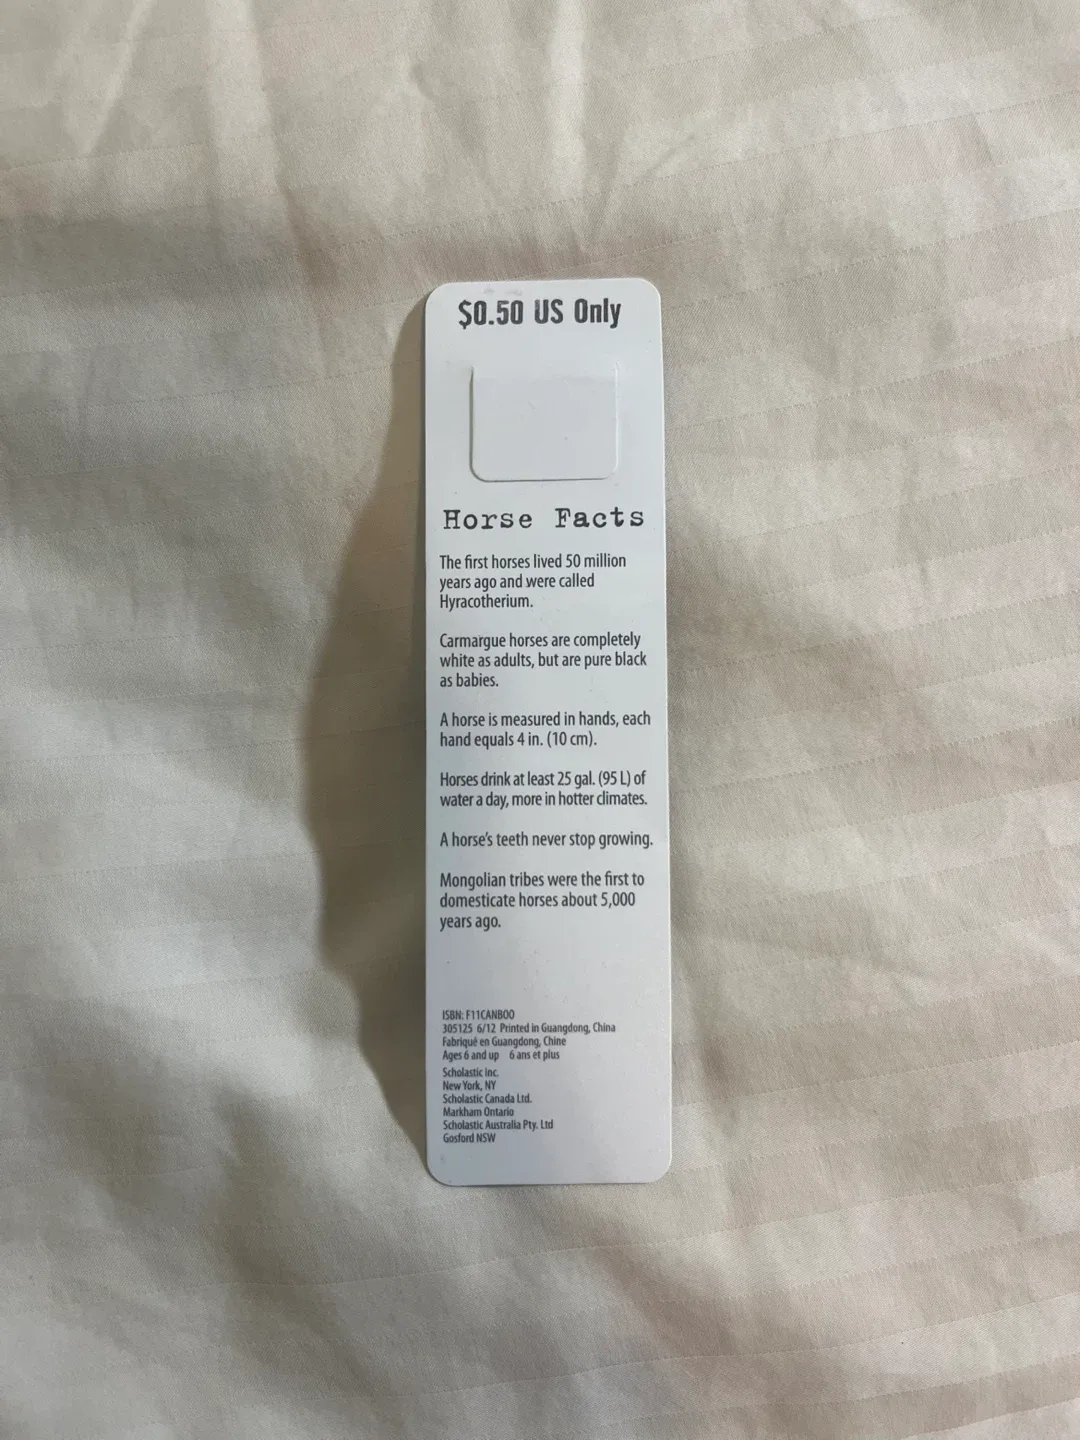 $0.50 US Only
Horse Facts
The first horses lived 50 million
years ago and were called
Hyracotherium.
Carmargue horses are completely
white as adults, but are pure black
as babies.
A horse is measured in hands, each
hand equals 4 in. (10 cm).
Horses drink at least 25 gal. (95 L) of
water a day, more in hotter climates.
A horse's teeth never stop growing.
Mongolian tribes were the first to
domesticate horses about 5,000
years ago.
ISBN: F11CANBOO
305125 6/12 Printed in Guangdong, China
Fabriqué en Guangdong, Chine
Ages 6 and up 6 ans et plus
Scholastic Inc.
New York, NY
Scholastic Canada Ltd.
Markham Ontario
Scholastic Australia Pty. Ltd
Gosford NSW